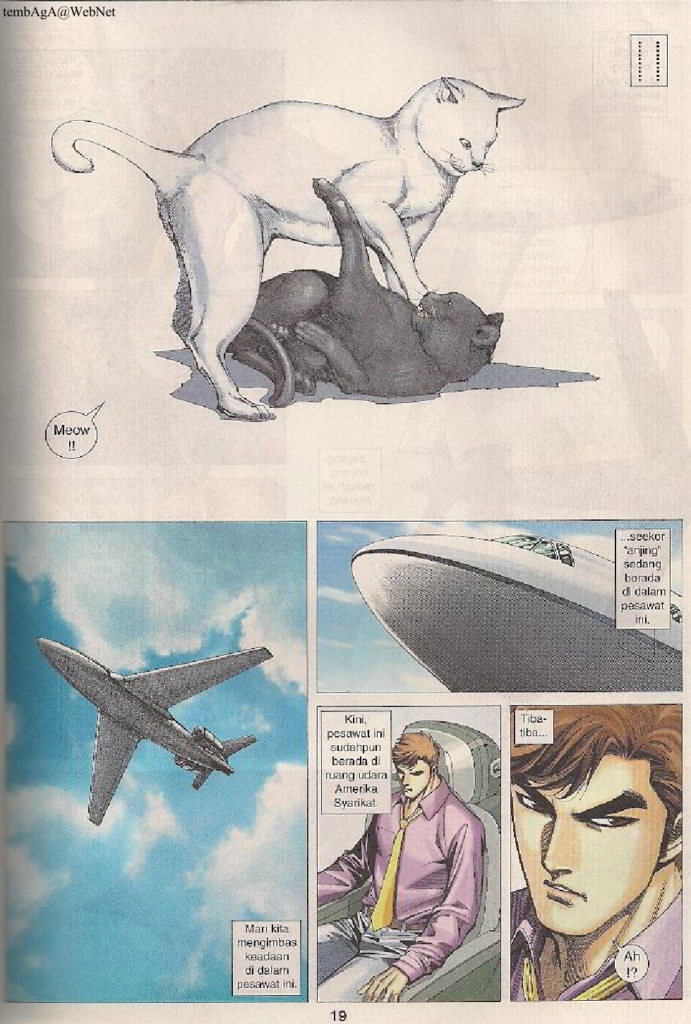 tembAgA@WebNet
Meow
!!
Mari kita
mengimbas
keadaan
di dalam
pesawat ini.
...seekor
"anjing"
sedang
berada
di dalam
pesawat
ini.
Kini,
pesawat ini
sudahpun
berada di
ruang udara
Amerika
Syarikat.
Tiba-
tiba...
Ah
!?
19